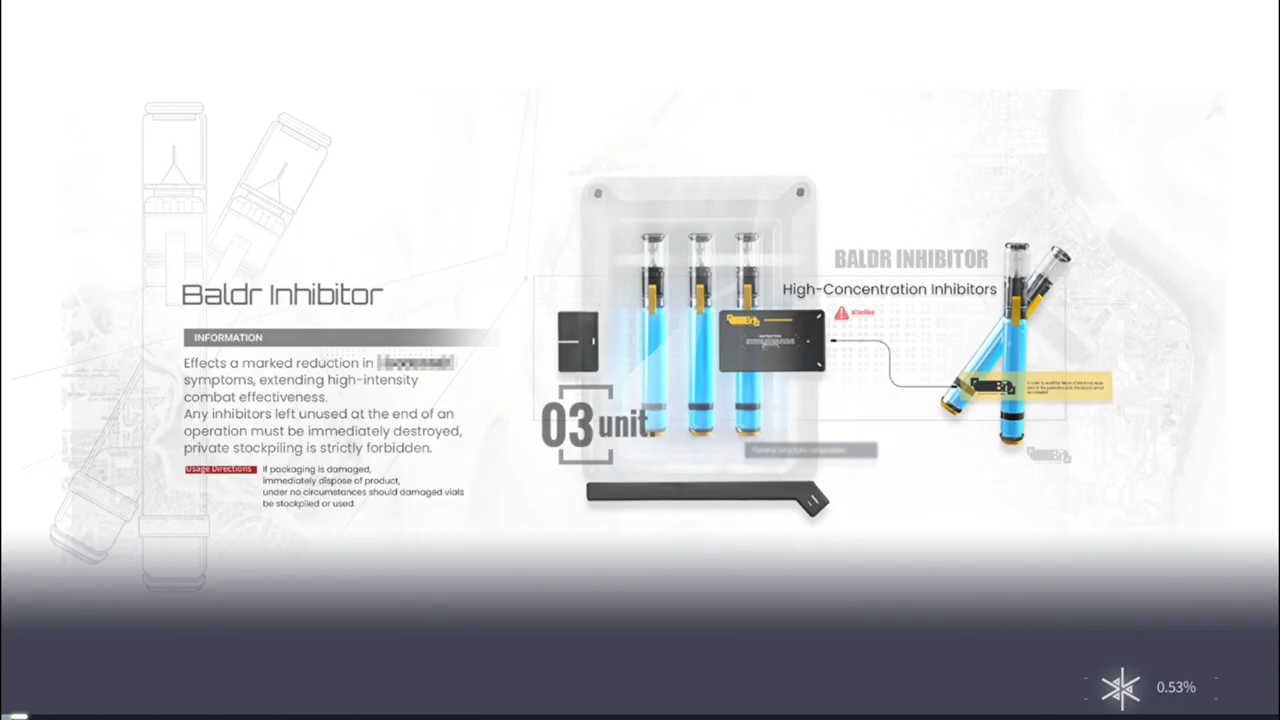 Baldr Inhibitor
INFORMATION
Effects a marked reduction in
symptoms, extending high-intensity
combat effectiveness.
Any inhibitors left unused at the end of an
operation must be immediately destroyed,
private stockpiling is strictly forbidden.
Usage Directions
If packaging is damaged,
immediately dispose of product,
under no circumstances should damaged vials
be stockpiled or used.
BALDR INHIBITOR
High-Concentration Inhibitors
attention
03 unit.
0.53%